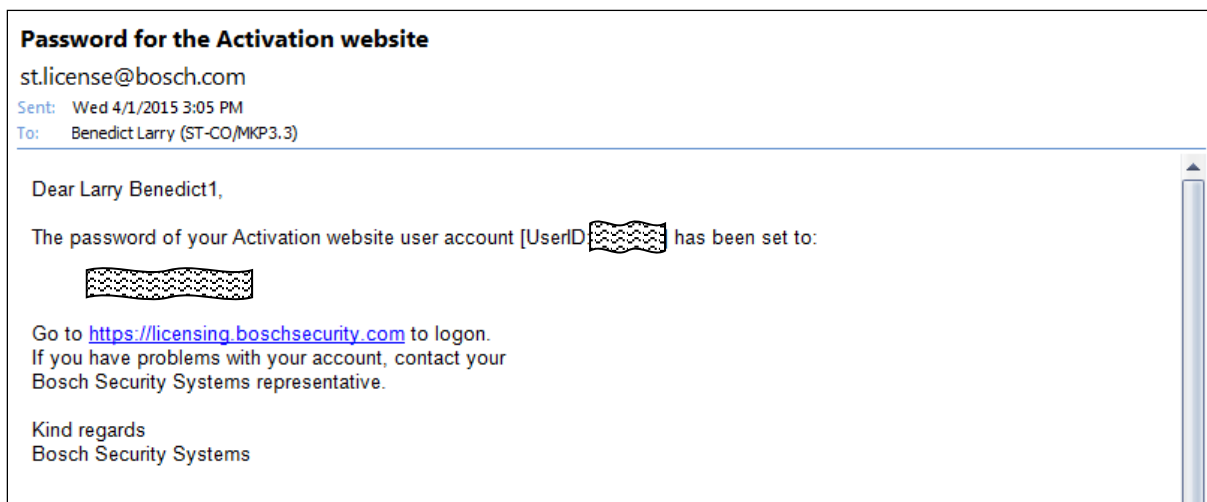 Password for the Activation website
st.license@bosch.com
Sent: Wed 4/1/2015 3:05 PM
To: Benedict Larry (ST-CO/MKP3.3)
Dear Larry Benedict1,
The password of your Activation website user account [UserID: has been set to:
Go to https://licensing.boschsecurity.com to logon.
If you have problems with your account, contact your
Bosch Security Systems representative.
Kind regards
Bosch Security Systems